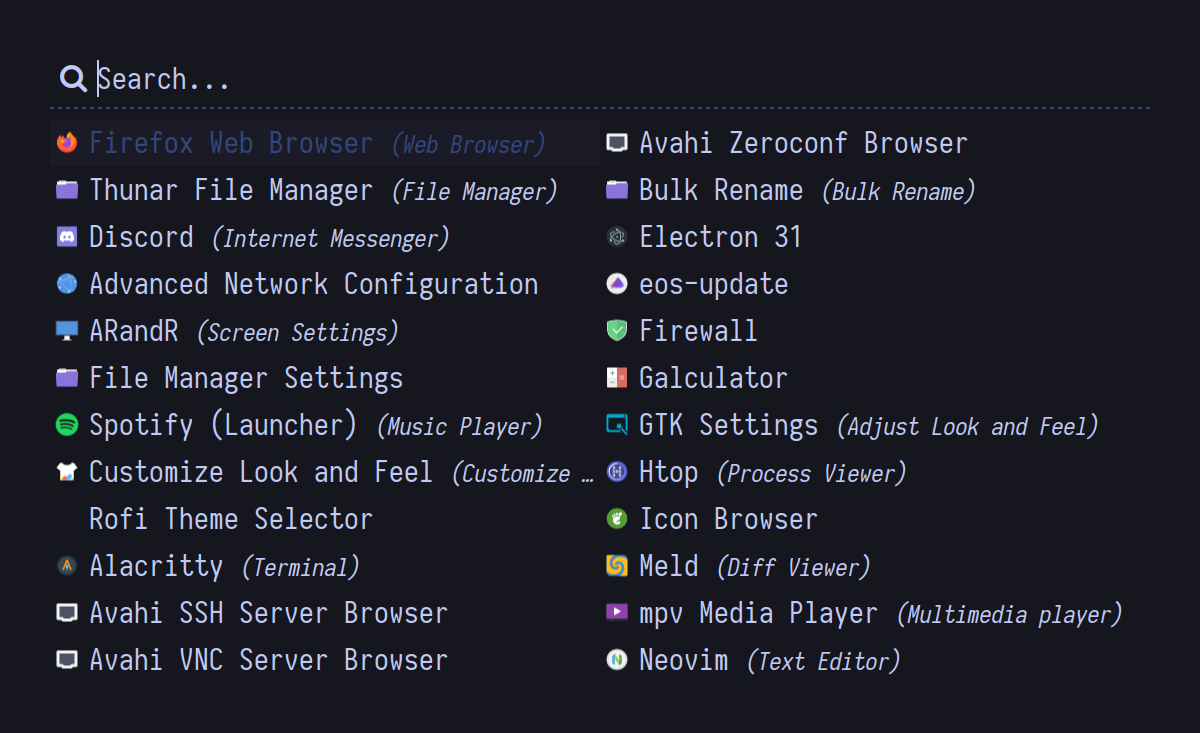 Search...
Firefox Web Browser (Web Browser)
Thunar File Manager (File Manager)
Discord (Internet Messenger)
Advanced Network Configuration
ARandR (Screen Settings)
File Manager Settings
Spotify (Launcher) (Music Player)
Customize Look and Feel (Customize …
Rofi Theme Selector
Alacritty (Terminal)
Avahi SSH Server Browser
Avahi VNC Server Browser
Avahi Zeroconf Browser
Bulk Rename (Bulk Rename)
Electron 31
eos-update
Firewall
Galculator
GTK Settings (Adjust Look and Feel)
Htop (Process Viewer)
Icon Browser
Meld (Diff Viewer)
mpv Media Player (Multimedia player)
Neovim (Text Editor)